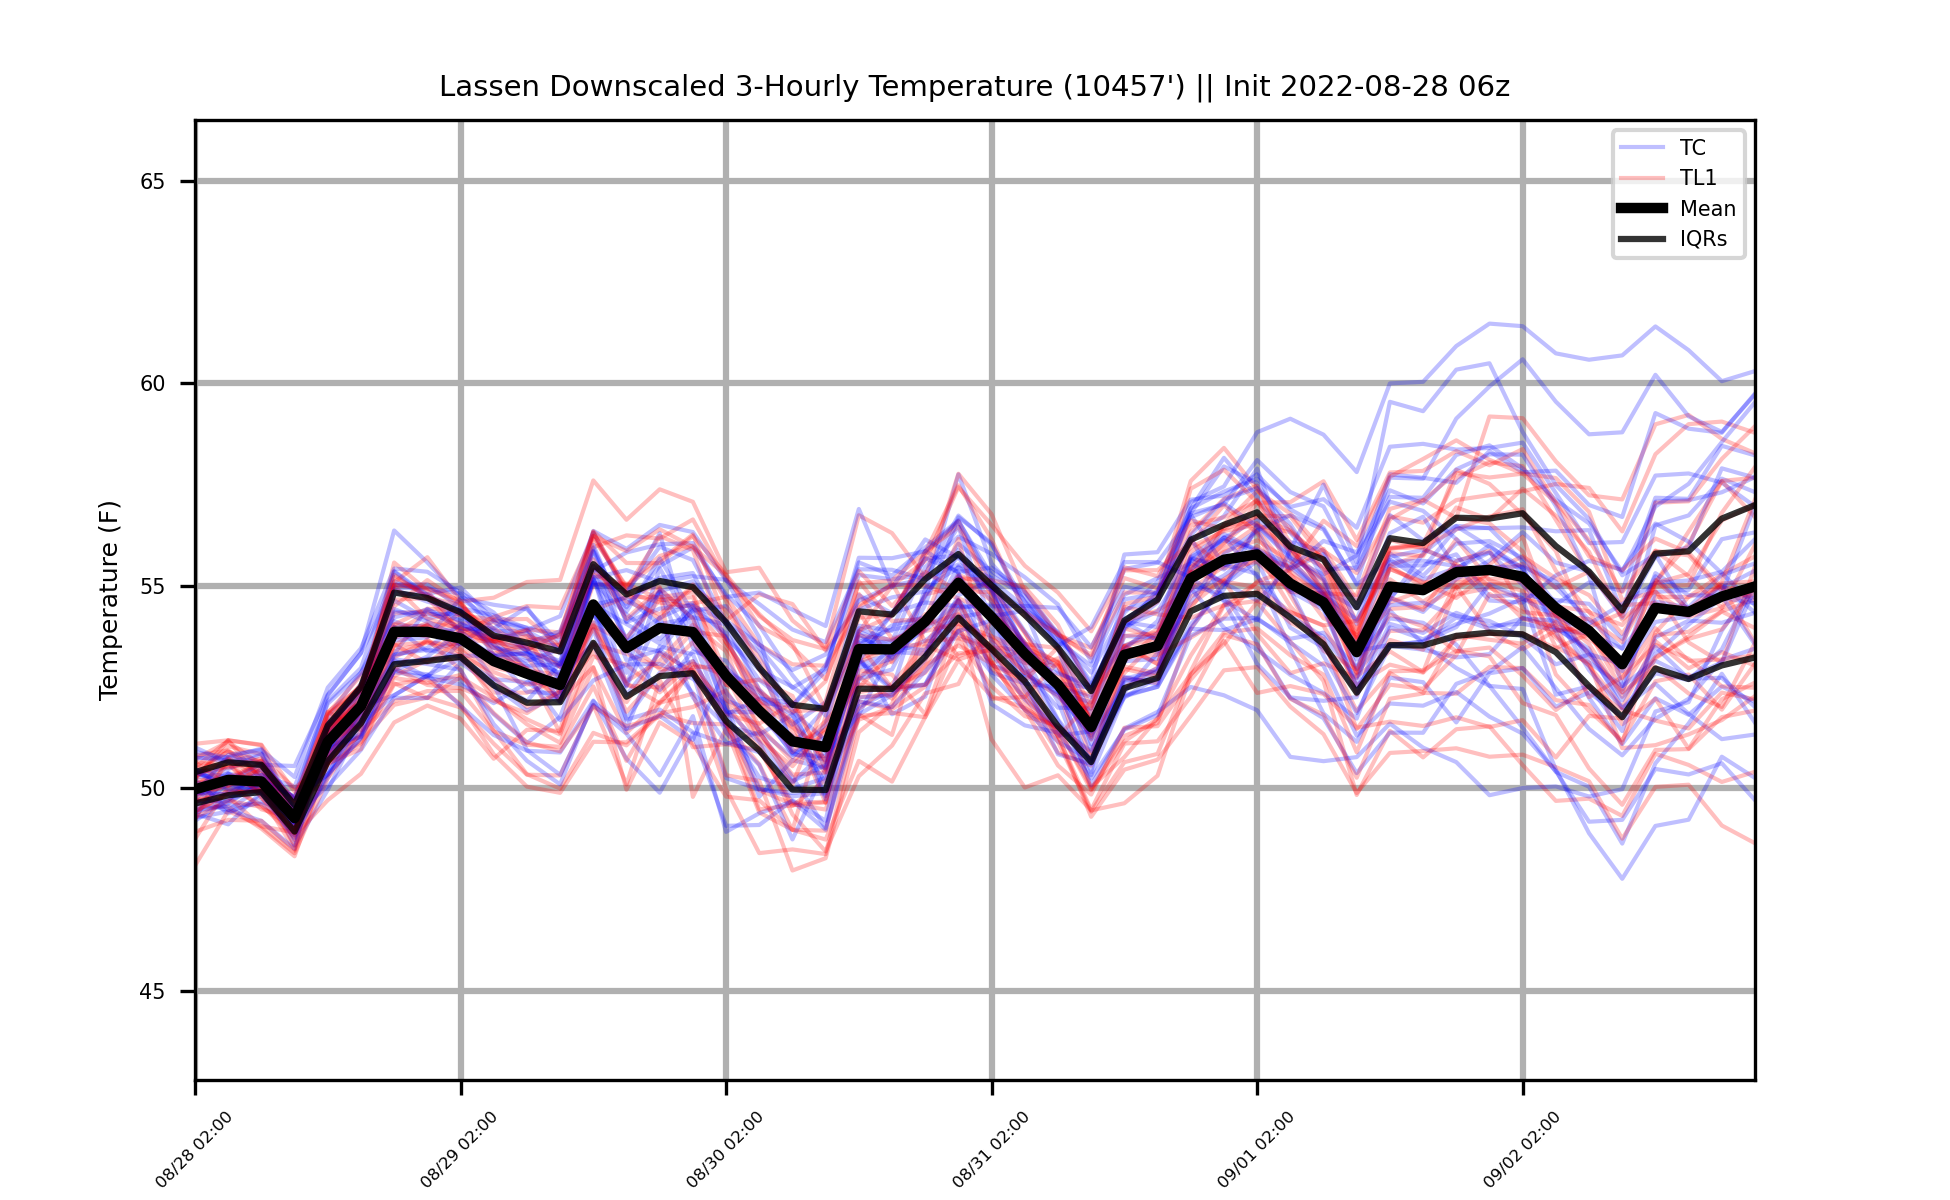 Lassen Downscaled 3-Hourly Temperature (10457') || Init 2022-08-28 06z
TC
TL1
Mean
IQRs
Temperature (F)
65
60
55
50
45
08/28 02:00
08/29 02:00
08/30 02:00
08/31 02:00
09/01 02:00
09/02 02:00